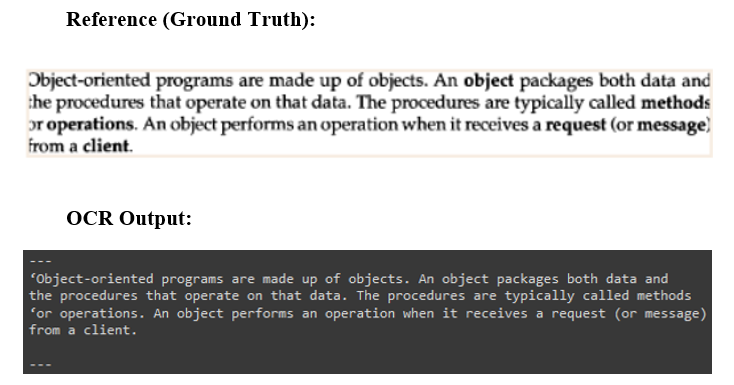 Reference (Ground Truth):
Object-oriented programs are made up of objects. An object packages both data and
the procedures that operate on that data. The procedures are typically called methods
or operations. An object performs an operation when it receives a request (or message)
from a client.
OCR Output:
---
‘Object-oriented programs are made up of objects. An object packages both data and
the procedures that operate on that data. The procedures are typically called methods
‘or operations. An object performs an operation when it receives a request (or message)
from a client.
---